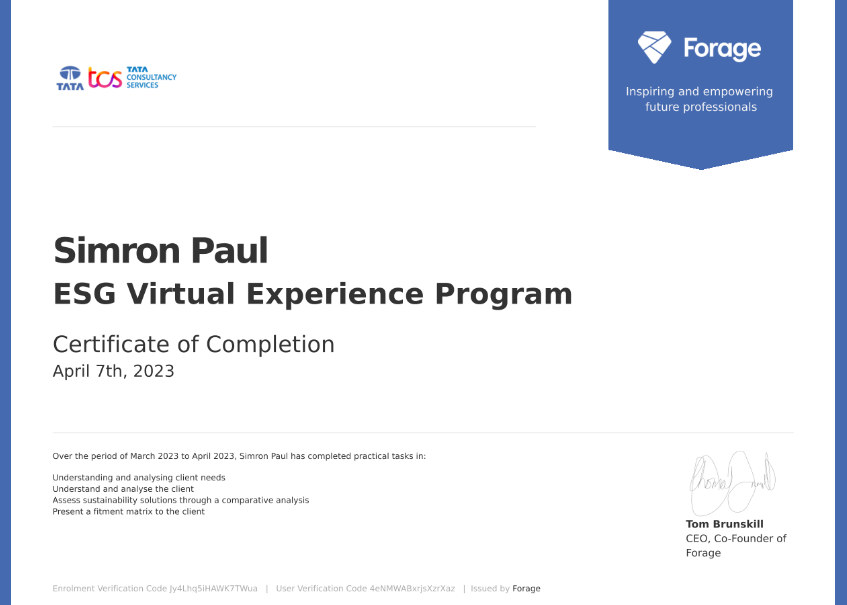 TATA
tcs
TATA
CONSULTANCY
SERVICES
Forage
Inspiring and empowering
future professionals
Simron Paul
ESG Virtual Experience Program
Certificate of Completion
April 7th, 2023
Over the period of March 2023 to April 2023, Simron Paul has completed practical tasks in:
Understanding and analysing client needs
Understand and analyse the client
Assess sustainability solutions through a comparative analysis
Present a fitment matrix to the client
Tom Brunskill
CEO, Co-Founder of
Forage
Enrolment Verification Code Jy4Lhq5iHAWK7TWua | User Verification Code 4eNMWABxrjsXzrXaz | Issued by Forage